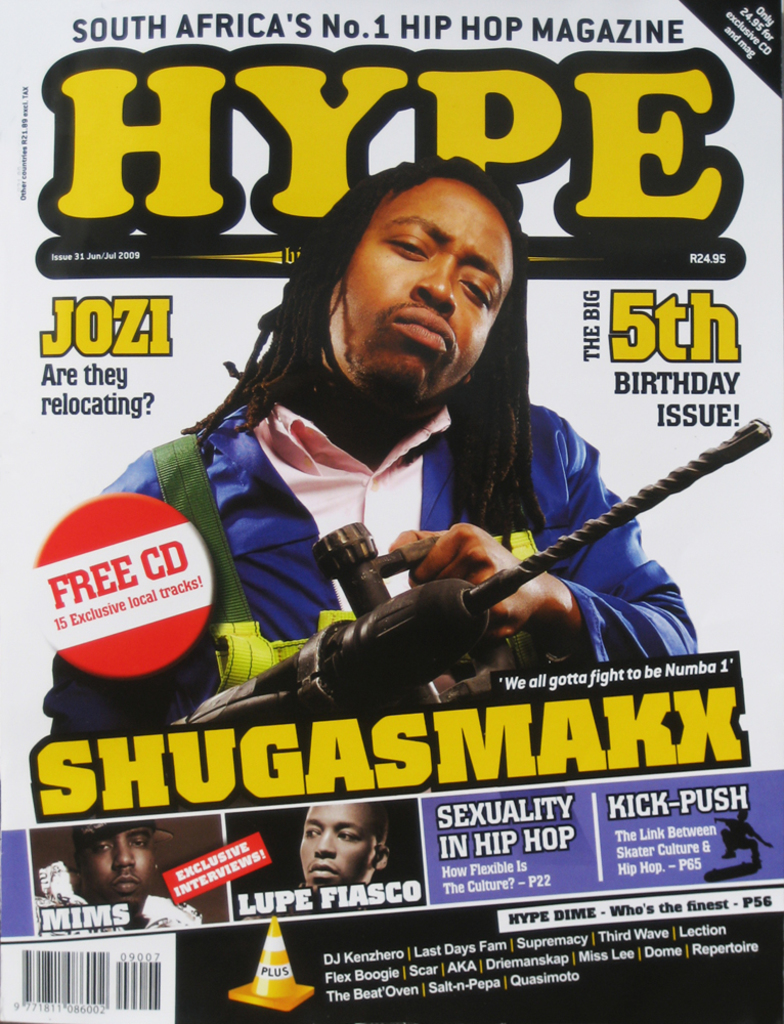 SOUTH AFRICA'S No.1 HIP HOP MAGAZINE
Only
24.95 for
exclusive CD
and mag
HYPE
Other countries R21.89 excl. TAX
Issue 31 Jun/Jul 2009
R24.95
JOZI
Are they
relocating?
THE BIG
5th
BIRTHDAY
ISSUE!
FREE CD
15 Exclusive local tracks!
'We all gotta fight to be Numba 1'
SHUGASMAKX
EXCLUSIVE
INTERVIEWS!
MIMS
LUPE FIASCO
SEXUALITY
IN HIP HOP
How Flexible Is
The Culture? – P22
KICK-PUSH
The Link Between
Skater Culture &
Hip Hop. – P65
HYPE DIME - Who's the finest - P56
PLUS
DJ Kenzhero | Last Days Fam | Supremacy | Third Wave | Lection
Flex Boogie | Scar | AKA | Driemanskap | Miss Lee | Dome | Repertoire
The Beat'Oven | Salt-n-Pepa | Quasimoto
09007
9 771811 086002